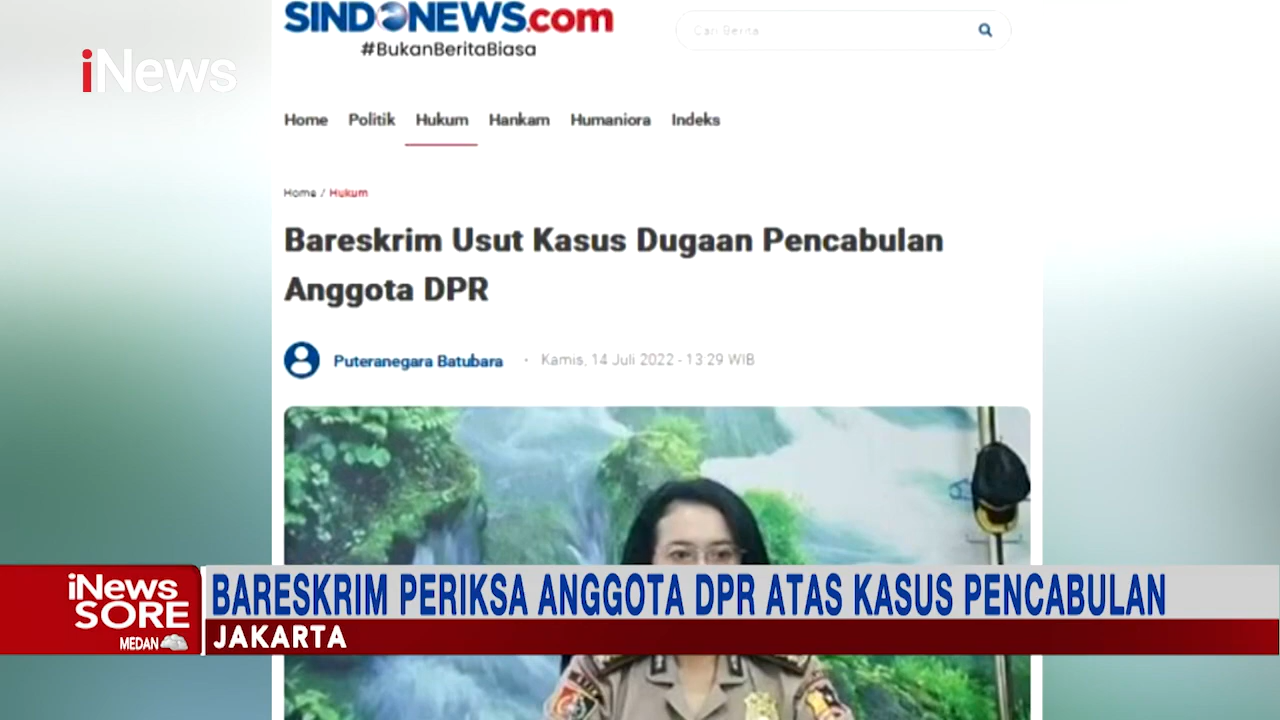 SINDONEWS.com
#BukanBeritaBiasa
Cari Berita
iNews
Home Politik Hukum Hankam Humaniora Indeks
Home / Hukum
Bareskrim Usut Kasus Dugaan Pencabulan
Anggota DPR
Puteranegara Batubara • Kamis, 14 Juli 2022 - 13:29 WIB
iNews
SORE
MEDAN
BARESKRIM PERIKSA ANGGOTA DPR ATAS KASUS PENCABULAN
JAKARTA